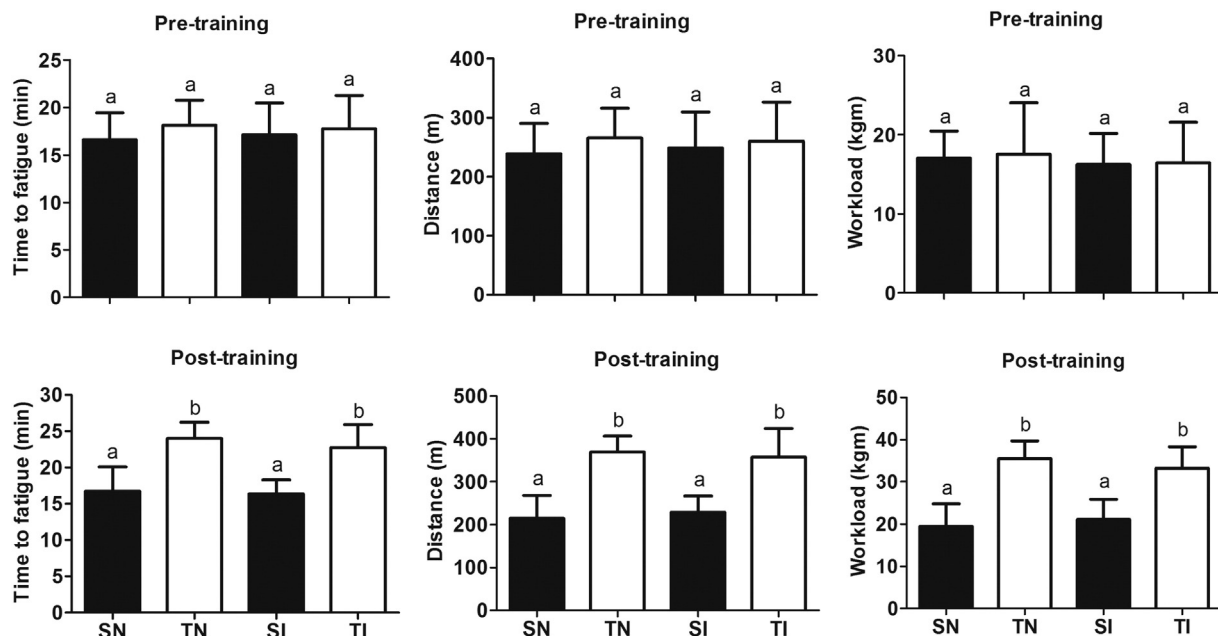 Pre-training
Time to fatigue (min)
25
20
15
10
5
0
a a a a
Pre-training
Distance (m)
400
300
200
100
0
a a a a
Pre-training
Workload (kgm)
30
20
10
0
a a a a
Post-training
Time to fatigue (min)
30
25
20
15
10
5
0
a b a b
SN TN SI TI
Post-training
Distance (m)
500
400
300
200
100
0
a b a b
SN TN SI TI
Post-training
Workload (kgm)
50
40
30
20
10
0
a b a b
SN TN SI TI